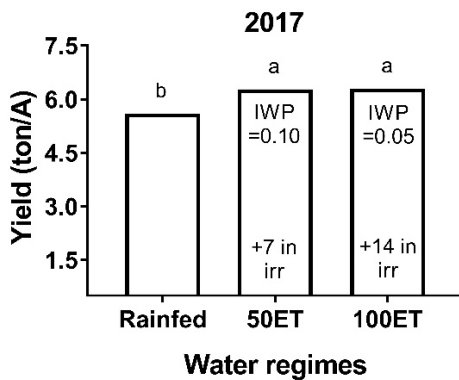 2017
Yield (ton/A)
7.5
6.0
4.5
3.0
1.5
b
a
a
IWP
=0.10
IWP
=0.05
+7 in
irr
+14 in
irr
Rainfed
50ET
100ET
Water regimes